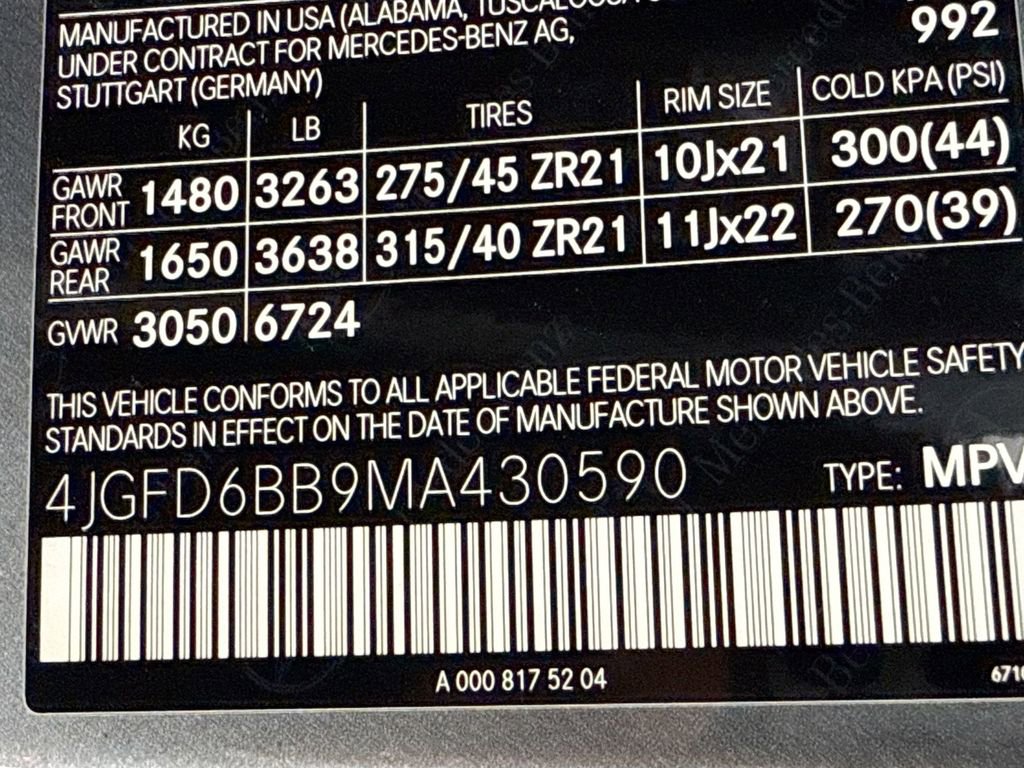 MANUFACTURED IN USA (ALABAMA, TUSCALOOSA
992
UNDER CONTRACT FOR MERCEDES-BENZ AG,
STUTTGART (GERMANY)
KG LB TIRES RIM SIZE COLD KPA (PSI)
GAWR FRONT 1480 3263 275/45 ZR21 10Jx21 300(44)
GAWR REAR 1650 3638 315/40 ZR21 11Jx22 270(39)
GVWR 3050 6724
THIS VEHICLE CONFORMS TO ALL APPLICABLE FEDERAL MOTOR VEHICLE SAFETY
STANDARDS IN EFFECT ON THE DATE OF MANUFACTURE SHOWN ABOVE.
4JGFD6BB9MA430590 TYPE: MPV
A 000 817 52 04